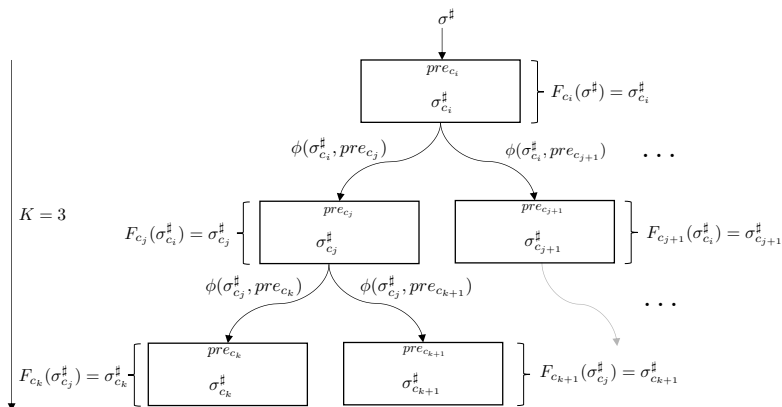 σ^♯
pre_{c_i}
σ^♯_{c_i}
F_{c_i}(σ^♯) = σ^♯_{c_i}
ϕ(σ^♯_{c_i}, pre_{c_j})
ϕ(σ^♯_{c_i}, pre_{c_{j+1}})
...
K = 3
F_{c_j}(σ^♯_{c_i}) = σ^♯_{c_j}
pre_{c_j}
σ^♯_{c_j}
pre_{c_{j+1}}
σ^♯_{c_{j+1}}
F_{c_{j+1}}(σ^♯_{c_i}) = σ^♯_{c_{j+1}}
ϕ(σ^♯_{c_j}, pre_{c_k})
ϕ(σ^♯_{c_j}, pre_{c_{k+1}})
...
F_{c_k}(σ^♯_{c_j}) = σ^♯_{c_k}
pre_{c_k}
σ^♯_{c_k}
pre_{c_{k+1}}
σ^♯_{c_{k+1}}
F_{c_{k+1}}(σ^♯_{c_j}) = σ^♯_{c_{k+1}}